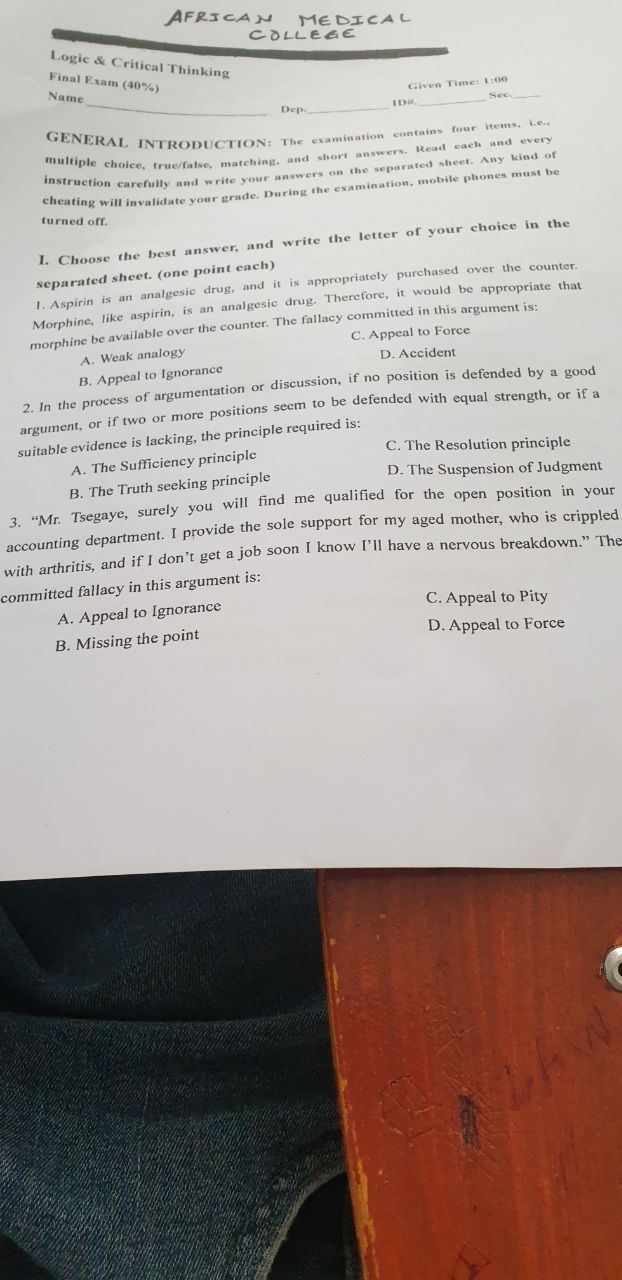 AFRICAN MEDICAL
COLLEGE
Logic & Critical Thinking
Final Exam (40%)
Given Time: 1:00
Name
Dep.
ID#.
Sec.
GENERAL INTRODUCTION: The examination contains four items, i.e.,
multiple choice, true/false, matching, and short answers. Read each and every
instruction carefully and write your answers on the separated sheet. Any kind of
cheating will invalidate your grade. During the examination, mobile phones must be
turned off.
I. Choose the best answer, and write the letter of your choice in the
separated sheet. (one point each)
1. Aspirin is an analgesic drug, and it is appropriately purchased over the counter.
Morphine, like aspirin, is an analgesic drug. Therefore, it would be appropriate that
morphine be available over the counter. The fallacy committed in this argument is:
A. Weak analogy
C. Appeal to Force
B. Appeal to Ignorance
D. Accident
2. In the process of argumentation or discussion, if no position is defended by a good
argument, or if two or more positions seem to be defended with equal strength, or if a
suitable evidence is lacking, the principle required is:
A. The Sufficiency principle
C. The Resolution principle
B. The Truth seeking principle
D. The Suspension of Judgment
3. “Mr. Tsegaye, surely you will find me qualified for the open position in your
accounting department. I provide the sole support for my aged mother, who is crippled
with arthritis, and if I don’t get a job soon I know I’ll have a nervous breakdown.” The
committed fallacy in this argument is:
A. Appeal to Ignorance
C. Appeal to Pity
B. Missing the point
D. Appeal to Force